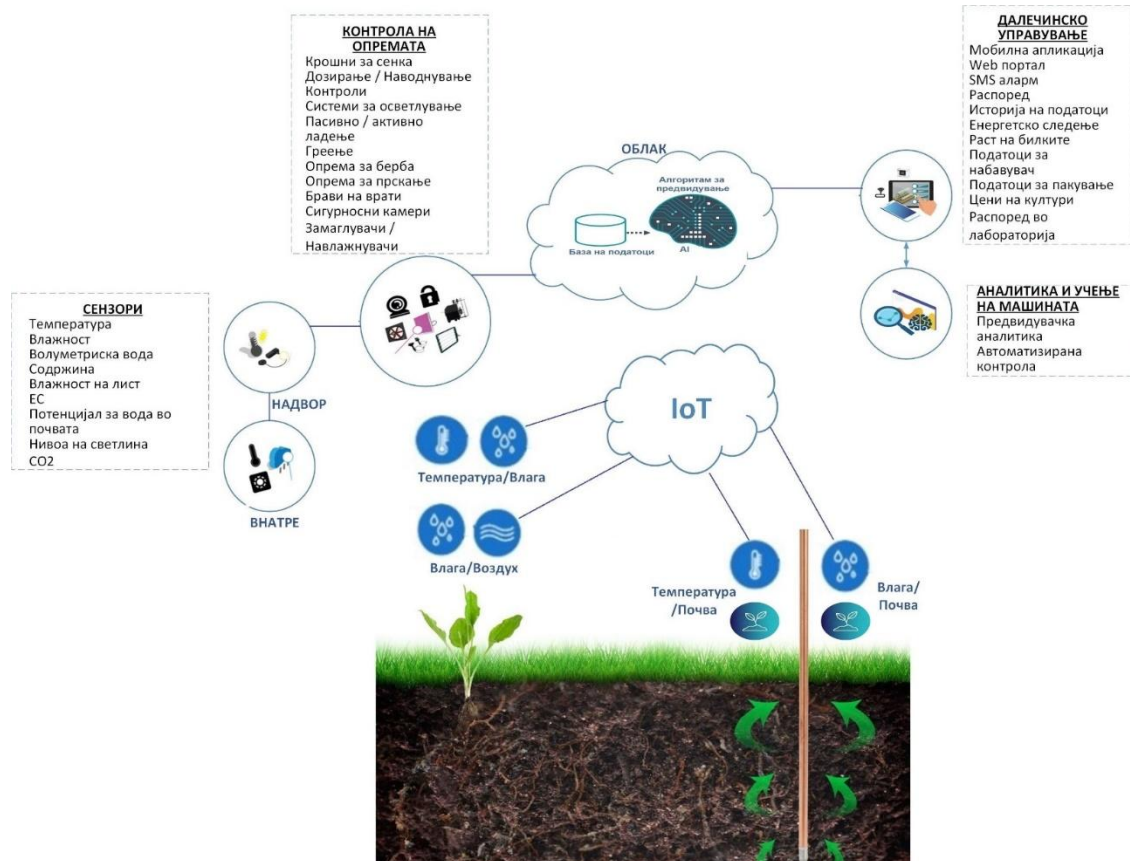 КОНТРОЛА НА
ОПРЕМАТА
Крошни за сенка
Дозирање / Наводнување
Контроли
Системи за осветлување
Пасивно / активно
ладење
Греење
Опрема за берба
Опрема за прскање
Брави на врати
Сигурносни камери
Замаглувачи /
Навлажнувачи
ДАЛЕЧИНСКО
УПРАВУВАЊЕ
Мобилна апликација
Web портал
SMS аларм
Распоред
Историја на податоци
Енергетско следење
Раст на билките
Податоци за
набавувач
Податоци за пакување
Цени на култури
Распоред во
лабораторија
ОБЛАК
Алгоритам за
предвидување
База на податоци
AI
СЕНЗОРИ
Температура
Влажност
Волуметриска вода
Содржина
Влажност на лист
ЕС
Потенцијал за вода во
почвата
Нивоа на светлина
CO2
НАДВОР
ВНАТРЕ
АНАЛИТИКА И УЧЕЊЕ
НА МАШИНАТА
Предвидувачка
аналитика
Автоматизирана
контрола
IoT
Температура/Влага
Влага/Воздух
Температура
/Почва
Влага/
Почва